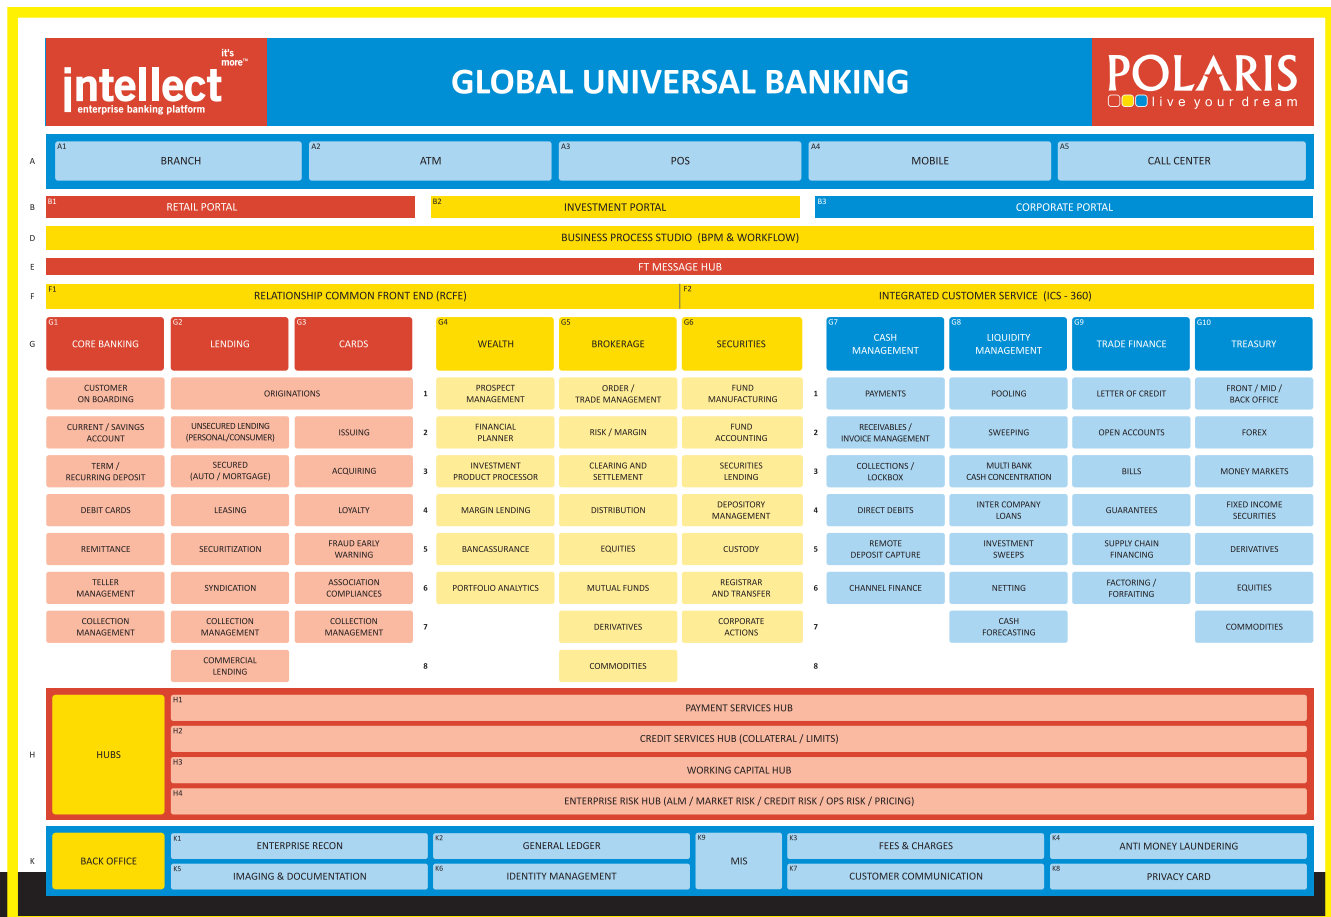 intellect
it's
more™
enterprise banking platform
GLOBAL UNIVERSAL BANKING
POLARIS
live your dream
A
A1
BRANCH
A2
ATM
A3
POS
A4
MOBILE
A5
CALL CENTER
B
B1
RETAIL PORTAL
B2
INVESTMENT PORTAL
B3
CORPORATE PORTAL
D
BUSINESS PROCESS STUDIO (BPM & WORKFLOW)
E
FT MESSAGE HUB
F
F1
RELATIONSHIP COMMON FRONT END (RCFE)
F2
INTEGRATED CUSTOMER SERVICE (ICS - 360)
G
G1
CORE BANKING
G2
LENDING
G3
CARDS
G4
WEALTH
G5
BROKERAGE
G6
SECURITIES
G7
CASH
MANAGEMENT
G8
LIQUIDITY
MANAGEMENT
G9
TRADE FINANCE
G10
TREASURY
CUSTOMER
ON BOARDING
ORIGINATIONS
1
PROSPECT
MANAGEMENT
ORDER /
TRADE MANAGEMENT
FUND
MANUFACTURING
1
PAYMENTS
POOLING
LETTER OF CREDIT
FRONT / MID /
BACK OFFICE
CURRENT / SAVINGS
ACCOUNT
UNSECURED LENDING
(PERSONAL/CONSUMER)
ISSUING
2
FINANCIAL
PLANNER
RISK / MARGIN
FUND
ACCOUNTING
2
RECEIVABLES /
INVOICE MANAGEMENT
SWEEPING
OPEN ACCOUNTS
FOREX
TERM /
RECURRING DEPOSIT
SECURED
(AUTO / MORTGAGE)
ACQUIRING
3
INVESTMENT
PRODUCT PROCESSOR
CLEARING AND
SETTLEMENT
SECURITIES
LENDING
3
COLLECTIONS /
LOCKBOX
MULTI BANK
CASH CONCENTRATION
BILLS
MONEY MARKETS
DEBIT CARDS
LEASING
LOYALTY
4
MARGIN LENDING
DISTRIBUTION
DEPOSITORY
MANAGEMENT
4
DIRECT DEBITS
INTER COMPANY
LOANS
GUARANTEES
FIXED INCOME
SECURITIES
REMITTANCE
SECURITIZATION
FRAUD EARLY
WARNING
5
BANCASSURANCE
EQUITIES
CUSTODY
5
REMOTE
DEPOSIT CAPTURE
INVESTMENT
SWEEPS
SUPPLY CHAIN
FINANCING
DERIVATIVES
TELLER
MANAGEMENT
SYNDICATION
ASSOCIATION
COMPLIANCES
6
PORTFOLIO ANALYTICS
MUTUAL FUNDS
REGISTRAR
AND TRANSFER
6
CHANNEL FINANCE
NETTING
FACTORING /
FORFAITING
EQUITIES
COLLECTION
MANAGEMENT
COLLECTION
MANAGEMENT
COLLECTION
MANAGEMENT
7
DERIVATIVES
CORPORATE
ACTIONS
7
CASH
FORECASTING
COMMODITIES
COMMERCIAL
LENDING
8
COMMODITIES
8
H
HUBS
H1
PAYMENT SERVICES HUB
H2
CREDIT SERVICES HUB (COLLATERAL / LIMITS)
H3
WORKING CAPITAL HUB
H4
ENTERPRISE RISK HUB (ALM / MARKET RISK / CREDIT RISK / OPS RISK / PRICING)
K
BACK OFFICE
K1
ENTERPRISE RECON
K2
GENERAL LEDGER
K9
MIS
K3
FEES & CHARGES
K4
ANTI MONEY LAUNDERING
K5
IMAGING & DOCUMENTATION
K6
IDENTITY MANAGEMENT
K7
CUSTOMER COMMUNICATION
K8
PRIVACY CARD